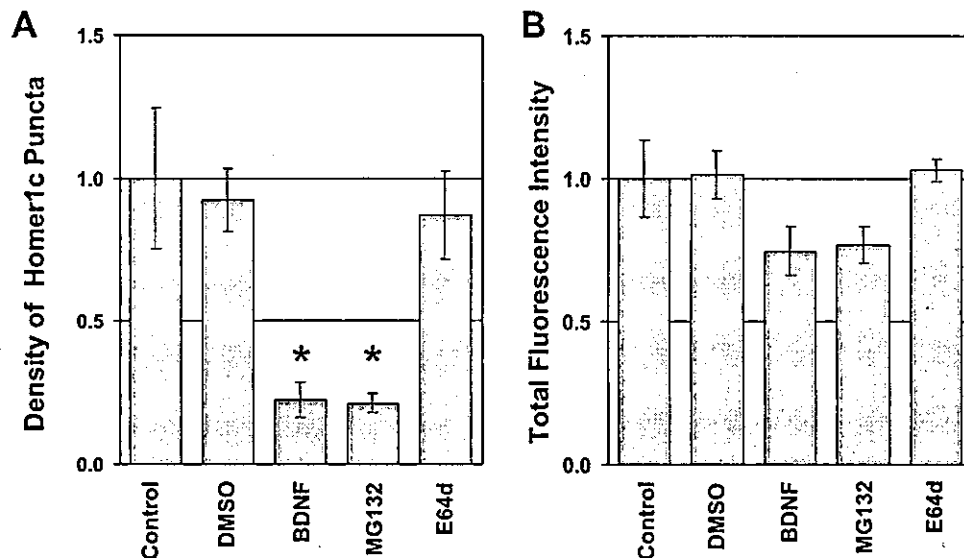 A
Density of Homer1c Puncta
1.5
1.0
0.5
0.0
* *
Control DMSO BDNF MG132 E64d
B
Total Fluorescence Intensity
1.5
1.0
0.5
0.0
Control DMSO BDNF MG132 E64d